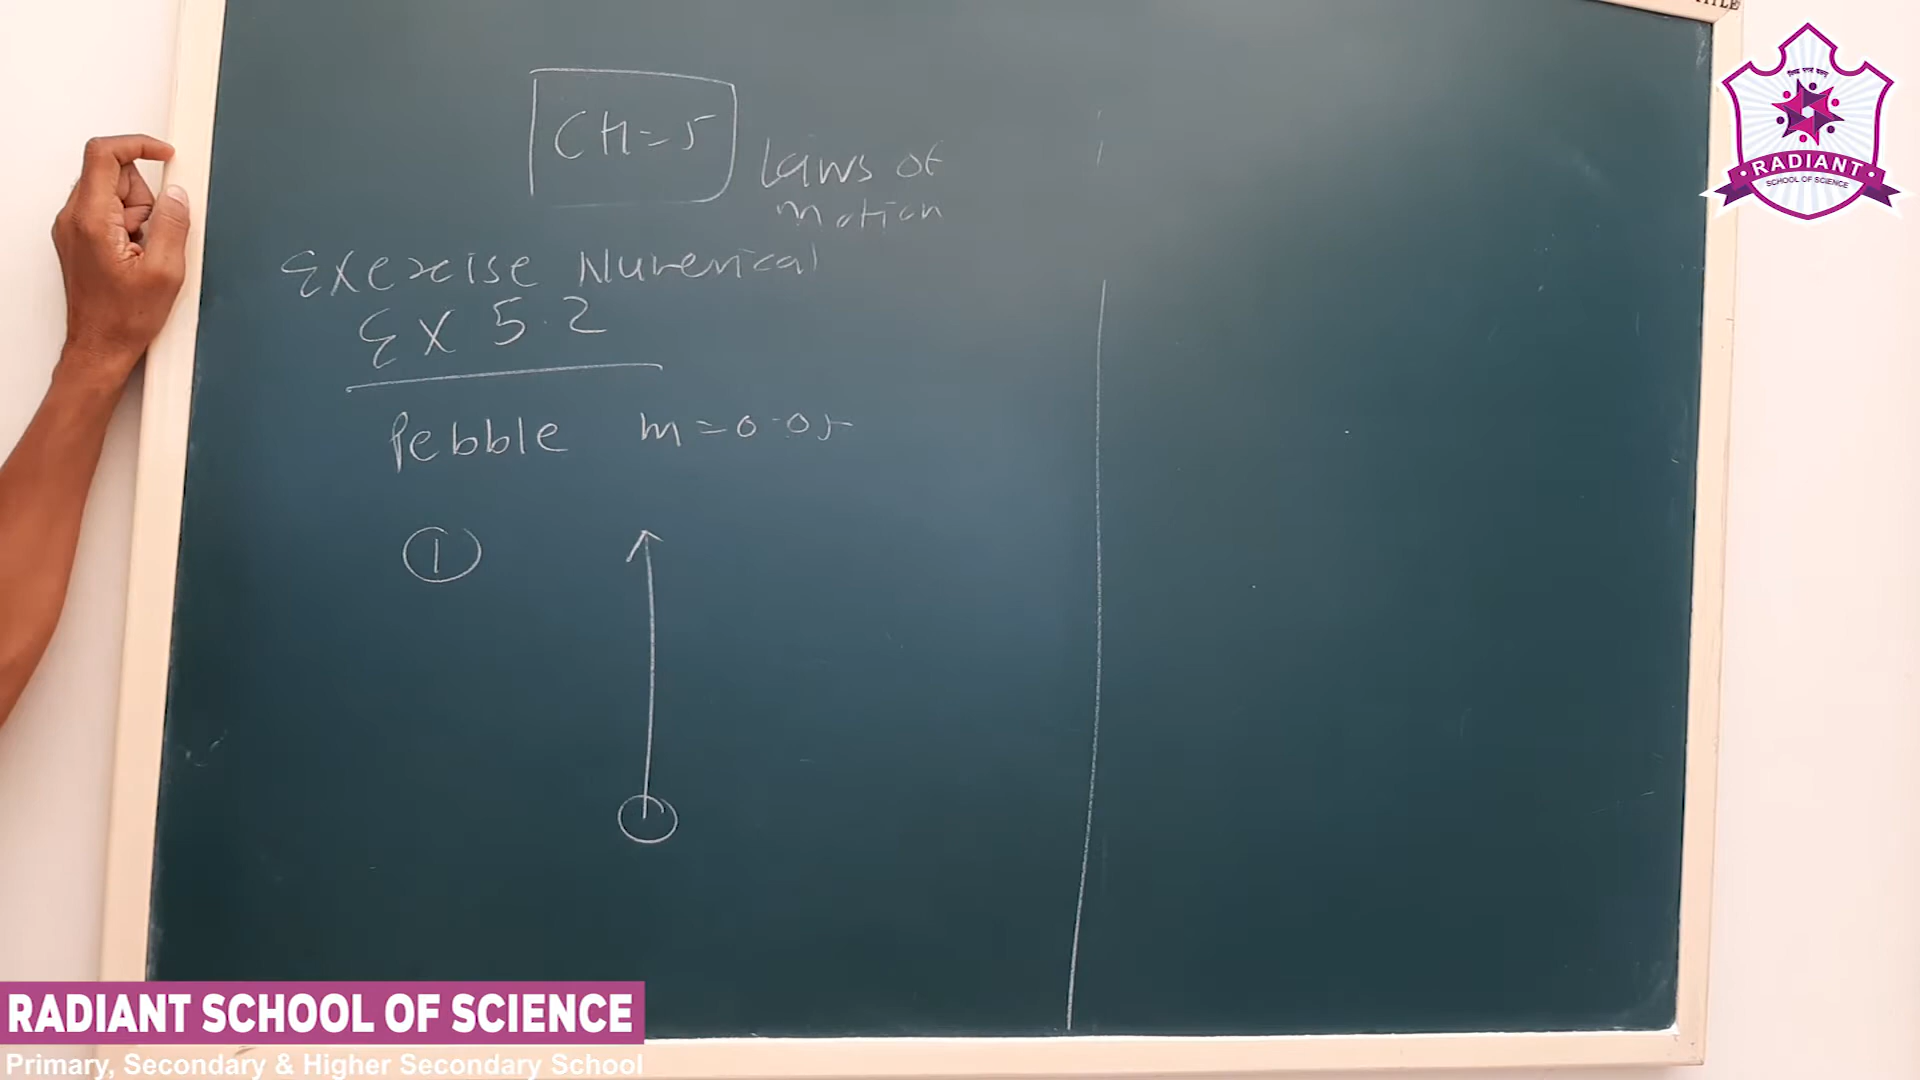 CH=5
Laws of
motion
Exercise Numerical
EX 5.2
Pebble m=0.05
1
RADIANT
SCHOOL OF SCIENCE
RADIANT SCHOOL OF SCIENCE
Primary, Secondary & Higher Secondary School